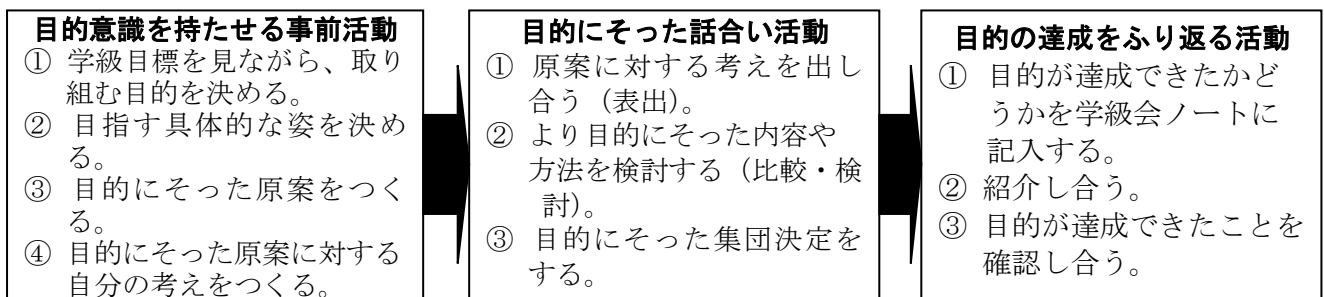 目的意識を持たせる事前活動
① 学級目標を見ながら、取り
組む目的を決める。
② 目指す具体的な姿を決め
る。
③ 目的にそった原案をつく
る。
④ 目的にそった原案に対する
自分の考えをつくる。
目的にそった話合い活動
① 原案に対する考えを出し
合う（表出）。
② より目的にそった内容や
方法を検討する（比較・検
討）。
③ 目的にそった集団決定を
する。
目的の達成をふり返る活動
① 目的が達成できたかど
うかを学級会ノートに
記入する。
② 紹介し合う。
③ 目的が達成できたことを
確認し合う。